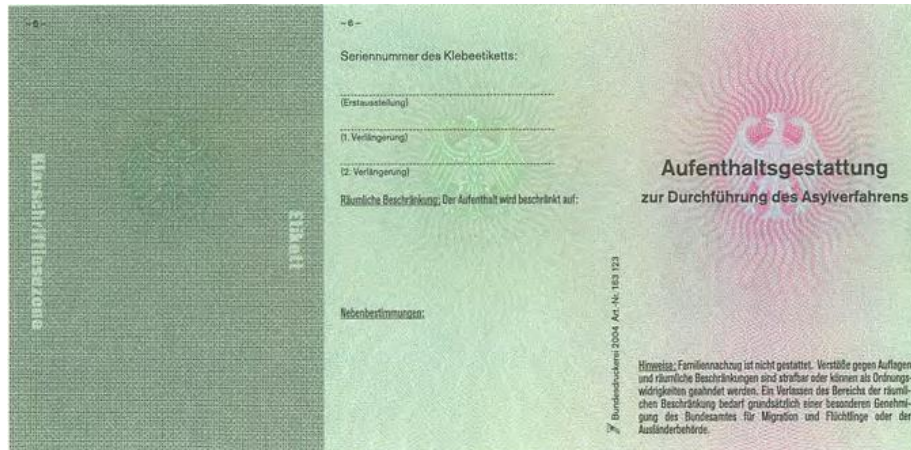 – 6 –
Klarschrift/lesezone
Etikett
– 6 –
Seriennummer des Klebeetiketts:
(Erstausstellung)
(1. Verlängerung)
(2. Verlängerung)
Räumliche Beschränkung: Der Aufenthalt wird beschränkt auf:
Nebenbestimmungen:
Bundesdruckerei 2004 Art.-Nr. 163 123
Aufenthaltsgestattung
zur Durchführung des Asylverfahrens
Hinweise: Familiennachzug ist nicht gestattet. Verstöße gegen Auflagen
und räumliche Beschränkungen sind strafbar oder können als Ordnungs-
widrigkeiten geahndet werden. Ein Verlassen des Bereichs der räumli-
chen Beschränkung bedarf grundsätzlich einer besonderen Genehmi-
gung des Bundesamtes für Migration und Flüchtlinge oder der
Ausländerbehörde.